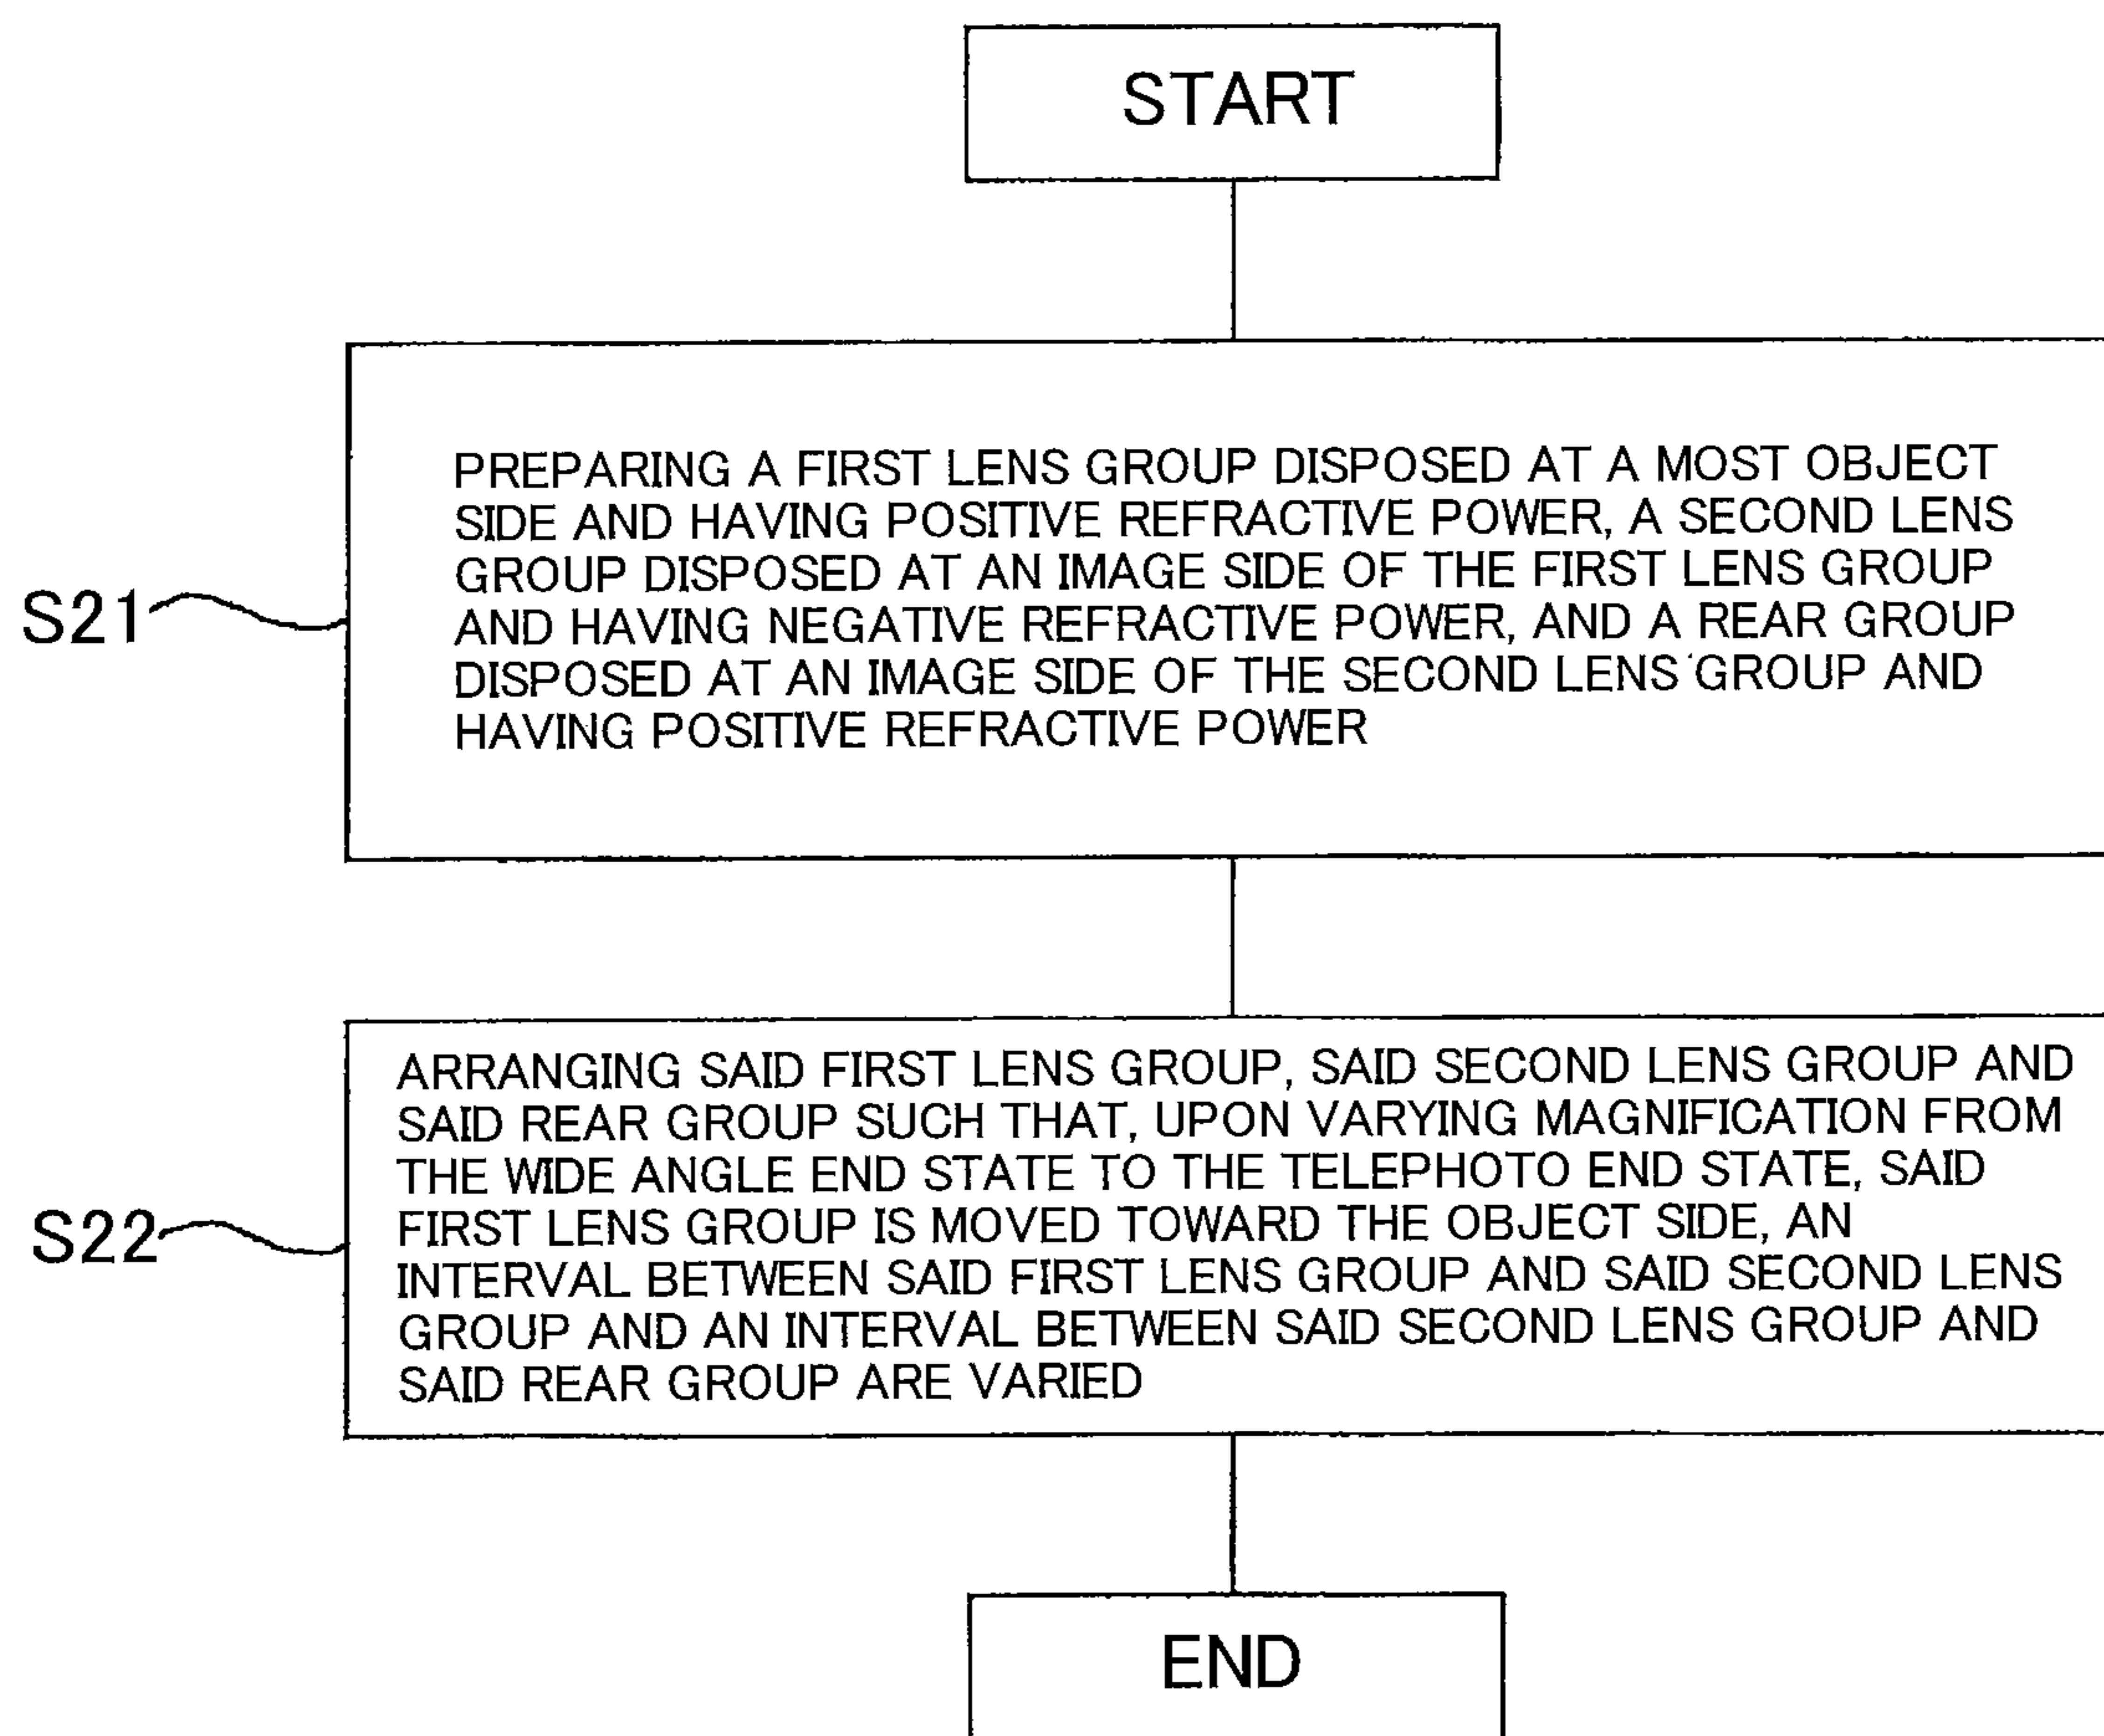 START
S21
PREPARING A FIRST LENS GROUP DISPOSED AT A MOST OBJECT
SIDE AND HAVING POSITIVE REFRACTIVE POWER, A SECOND LENS
GROUP DISPOSED AT AN IMAGE SIDE OF THE FIRST LENS GROUP
AND HAVING NEGATIVE REFRACTIVE POWER, AND A REAR GROUP
DISPOSED AT AN IMAGE SIDE OF THE SECOND LENS GROUP AND
HAVING POSITIVE REFRACTIVE POWER
S22
ARRANGING SAID FIRST LENS GROUP, SAID SECOND LENS GROUP AND
SAID REAR GROUP SUCH THAT, UPON VARYING MAGNIFICATION FROM
THE WIDE ANGLE END STATE TO THE TELEPHOTO END STATE, SAID
FIRST LENS GROUP IS MOVED TOWARD THE OBJECT SIDE, AN
INTERVAL BETWEEN SAID FIRST LENS GROUP AND SAID SECOND LENS
GROUP AND AN INTERVAL BETWEEN SAID SECOND LENS GROUP AND
SAID REAR GROUP ARE VARIED
END